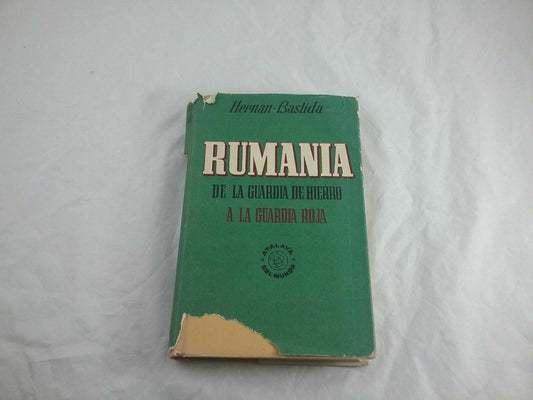 Hernan-Bastida
RUMANIA
DE LA GUARDIA DE HIERRO
A LA GUARDIA ROJA
ATALAYA
DEL MUNDO